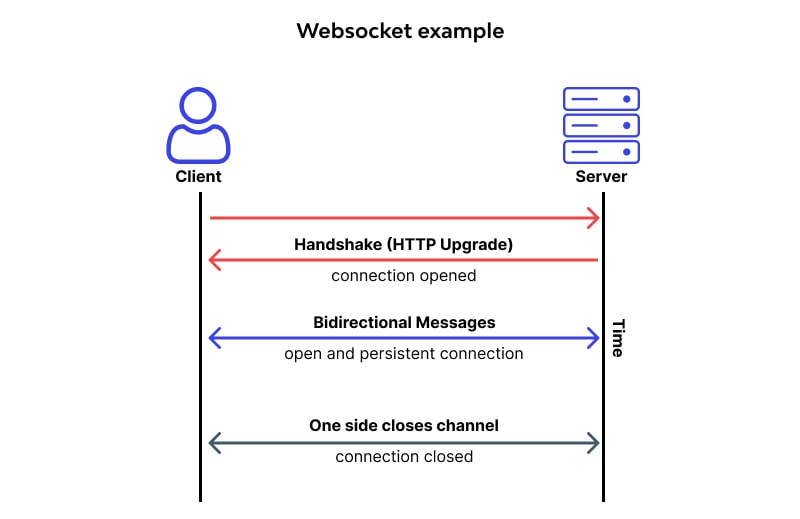 Websocket example
Client
Server
Handshake (HTTP Upgrade)
connection opened
Bidirectional Messages
open and persistent connection
Time
One side closes channel
connection closed